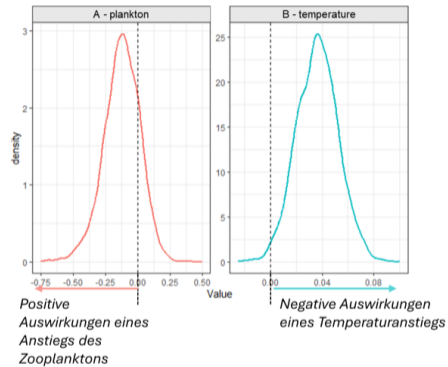 A - plankton
B - temperature
density
3
2
1
0
25
20
15
10
5
0
-0.75 -0.50 -0.25 0.00 0.25 0.50
0.00 0.04 0.08
Value
Positive
Auswirkungen eines
Anstiegs des
Zooplanktons
Negative Auswirkungen
eines Temperaturanstiegs